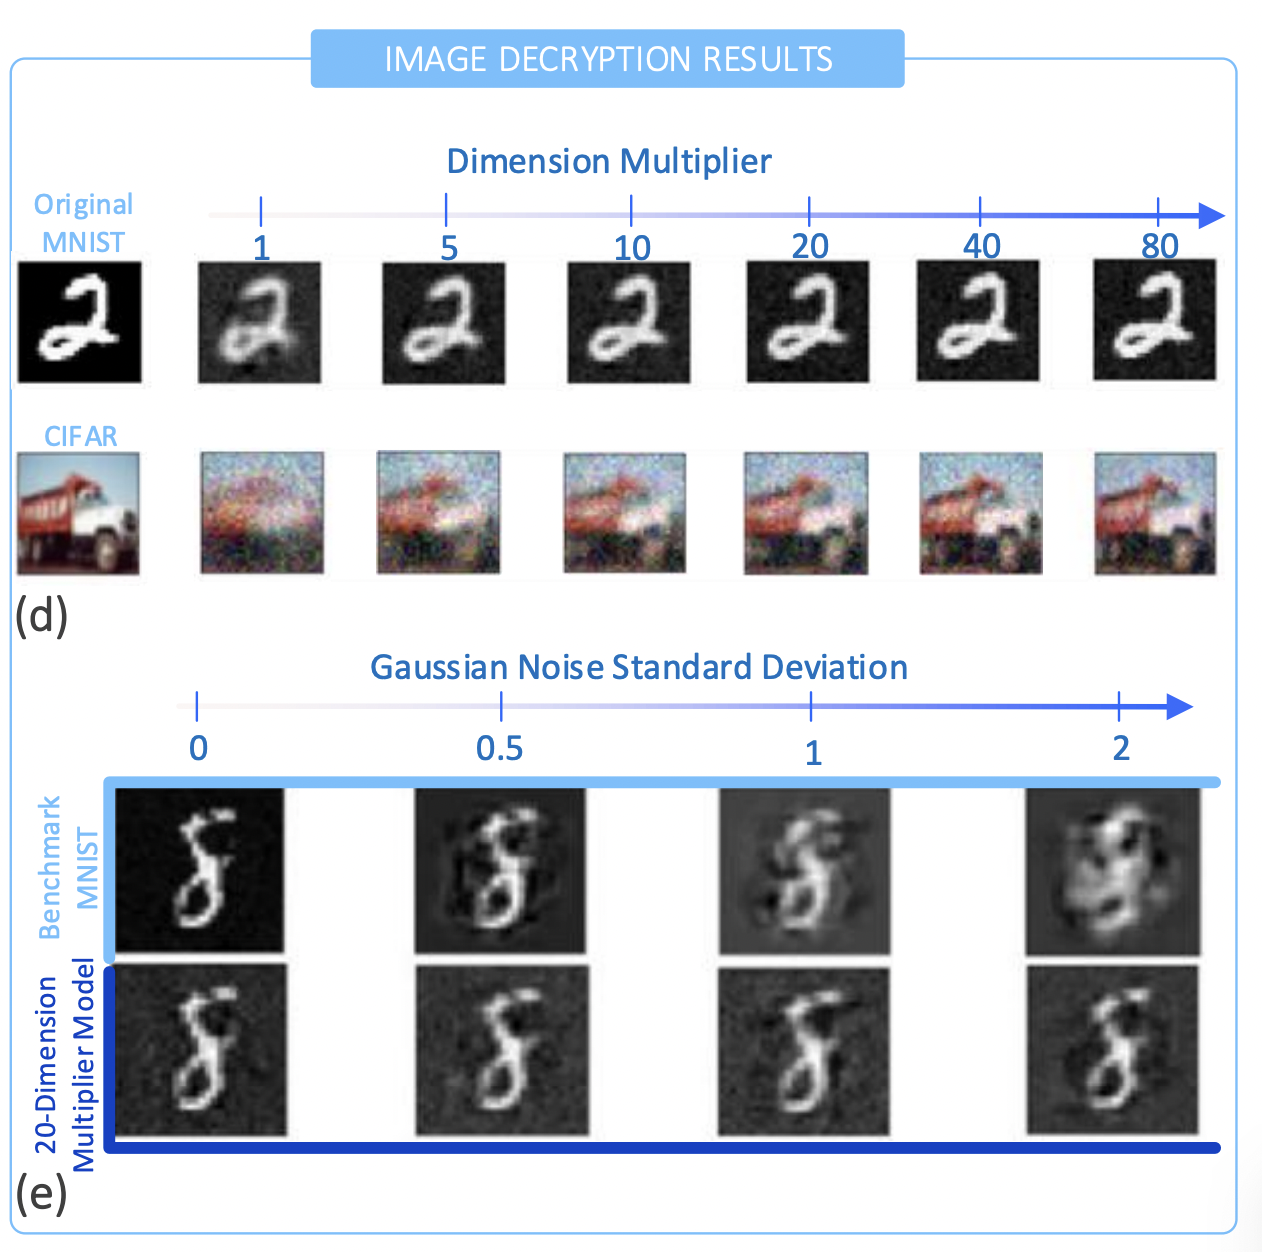 IMAGE DECRYPTION RESULTS
Dimension Multiplier
Original
MNIST
1 5 10 20 40 80
CIFAR
(d)
Gaussian Noise Standard Deviation
0 0.5 1 2
Benchmark
MNIST
20-Dimension
Multiplier Model
(e)